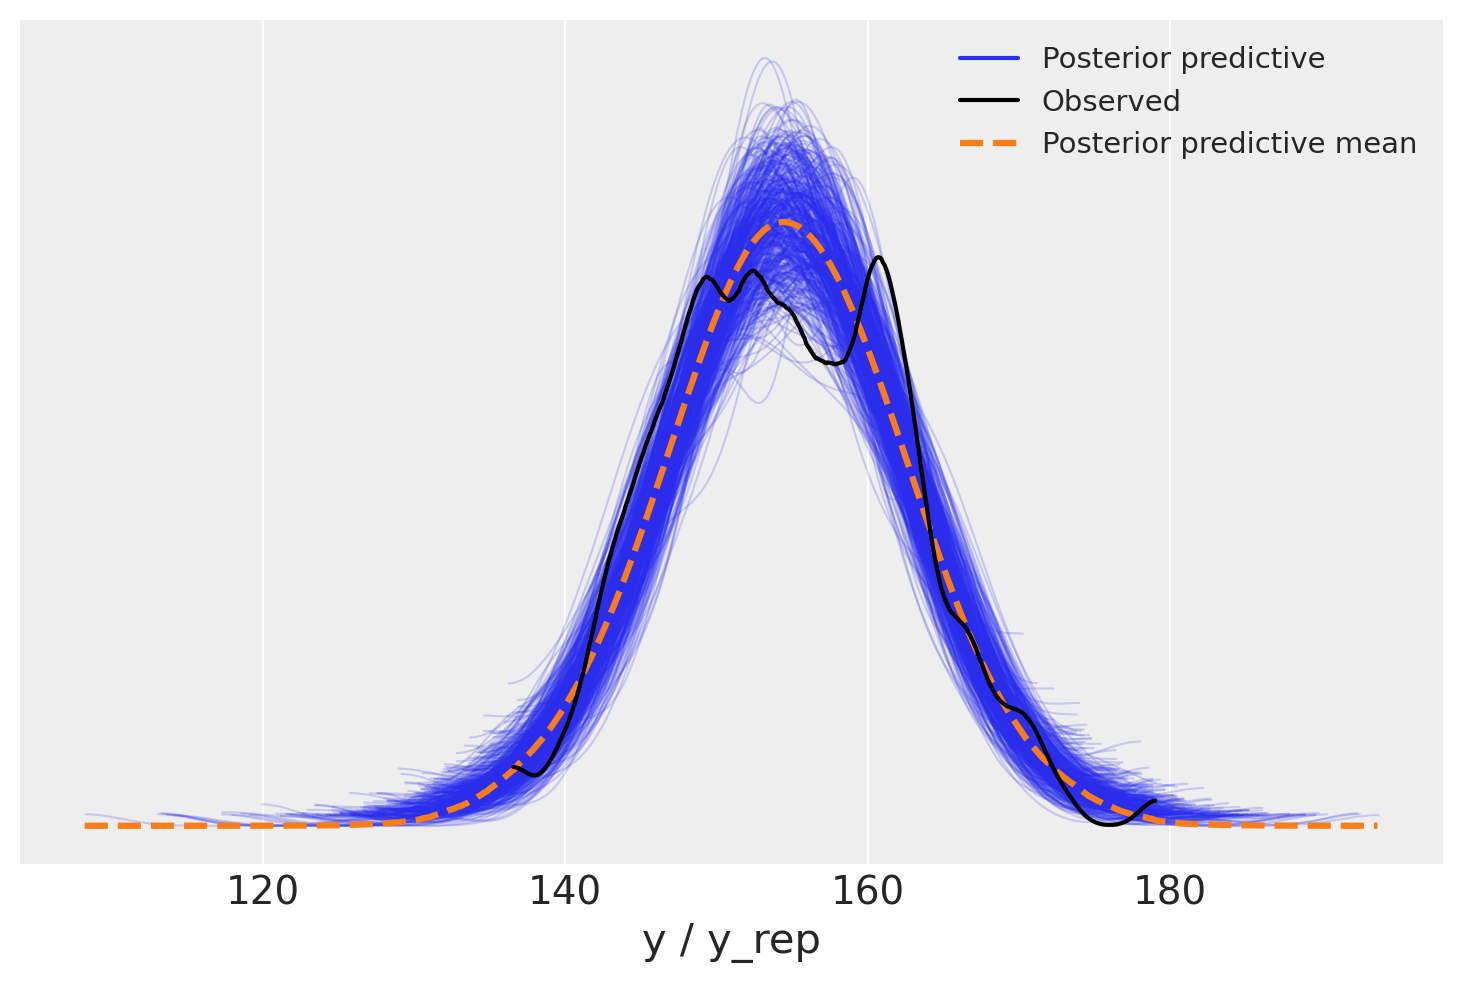 Posterior predictive
Observed
Posterior predictive mean
120 140 160 180
y / y_rep